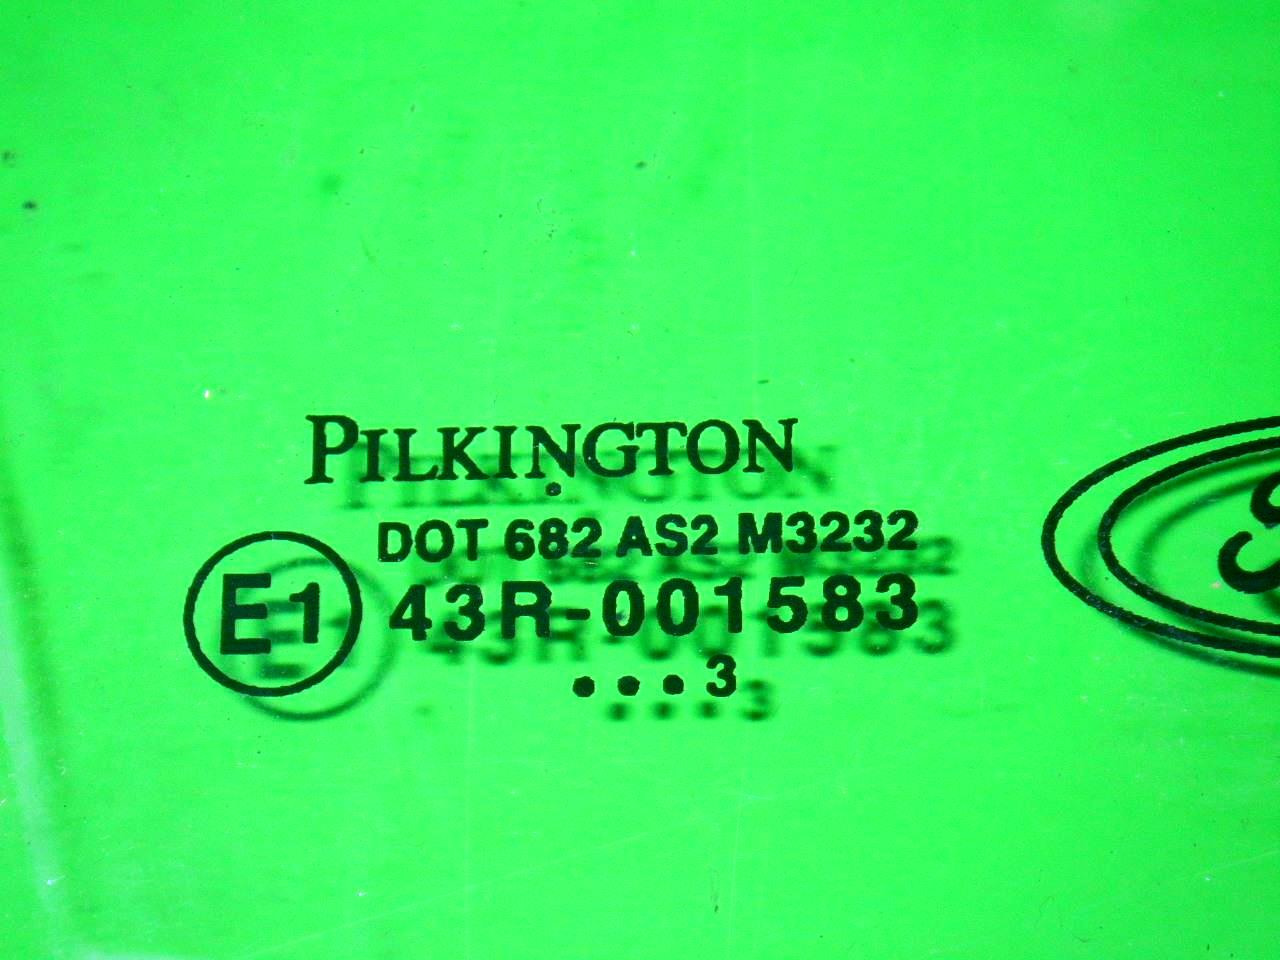 PILKINGTON
DOT 682 AS2 M3232
E1 43R-001583
•••3